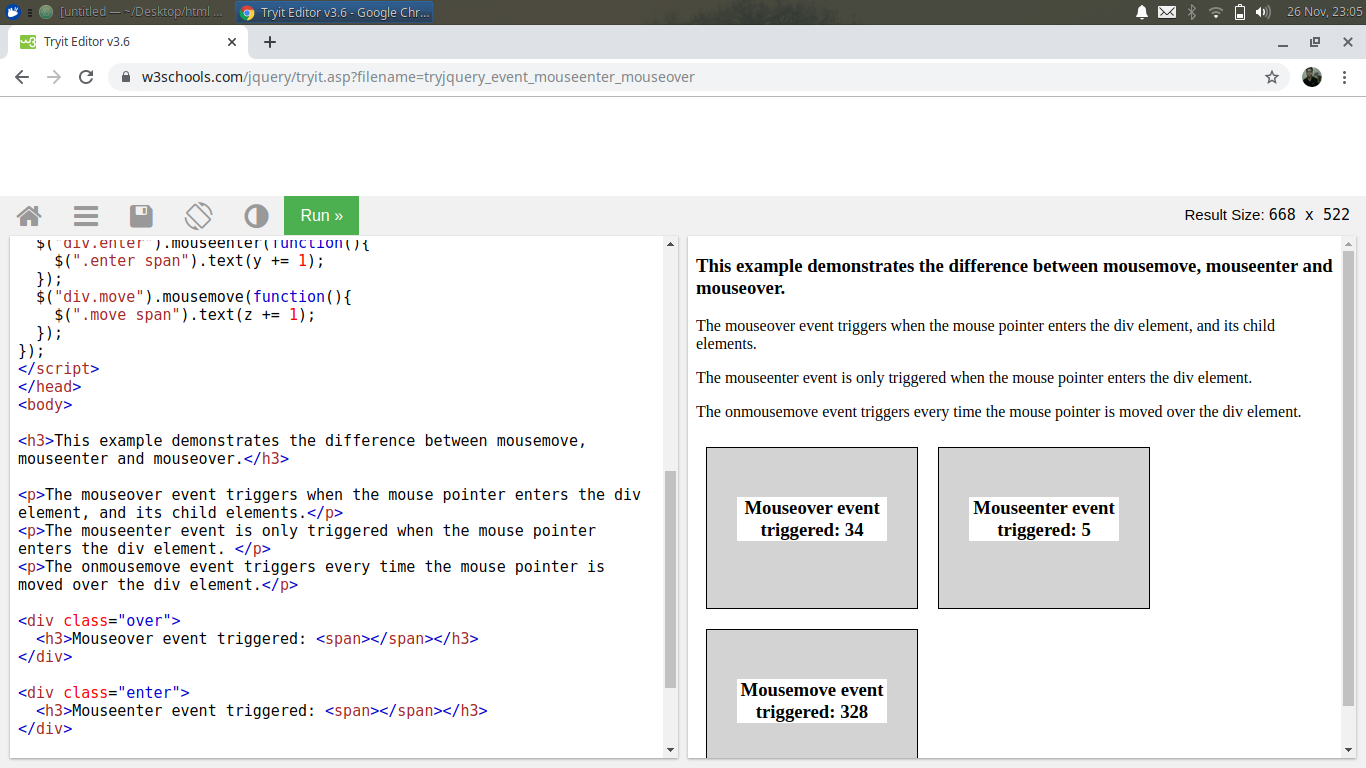 [untitled — ~/Desktop/html ...
Tryit Editor v3.6 - Google Chr...
26 Nov, 23:05
Tryit Editor v3.6
w3schools.com/jquery/tryit.asp?filename=tryjquery_event_mouseenter_mouseover
Run »
Result Size: 668 x 522
$("div.enter").mouseenter(function(){
$(".enter span").text(y += 1);
});
$("div.move").mousemove(function(){
$(".move span").text(z += 1);
});
});
</script>
</head>
<body>
<h3>This example demonstrates the difference between mousemove,
mouseenter and mouseover.</h3>
<p>The mouseover event triggers when the mouse pointer enters the div
element, and its child elements.</p>
<p>The mouseenter event is only triggered when the mouse pointer
enters the div element. </p>
<p>The onmousemove event triggers every time the mouse pointer is
moved over the div element.</p>
<div class="over">
<h3>Mouseover event triggered: <span></span></h3>
</div>
<div class="enter">
<h3>Mouseenter event triggered: <span></span></h3>
</div>
This example demonstrates the difference between mousemove, mouseenter and
mouseover.
The mouseover event triggers when the mouse pointer enters the div element, and its child
elements.
The mouseenter event is only triggered when the mouse pointer enters the div element.
The onmousemove event triggers every time the mouse pointer is moved over the div element.
Mouseover event
triggered: 34
Mouseenter event
triggered: 5
Mousemove event
triggered: 328